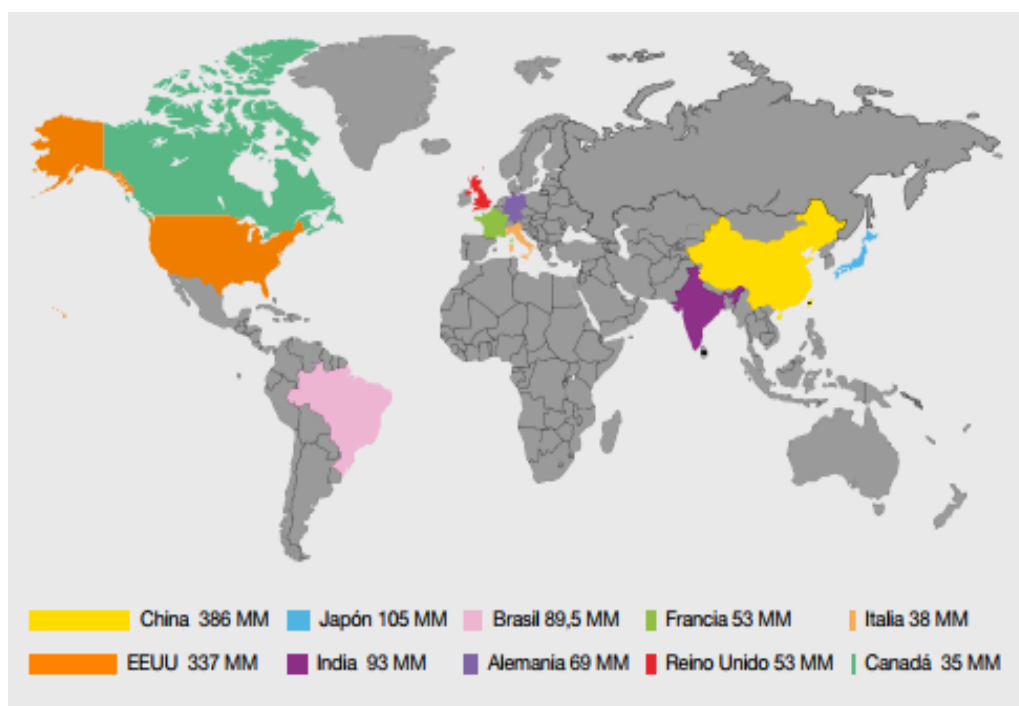 China 386 MM Japón 105 MM Brasil 89,5 MM Francia 53 MM Italia 38 MM
EEUU 337 MM India 93 MM Alemania 69 MM Reino Unido 53 MM Canadá 35 MM